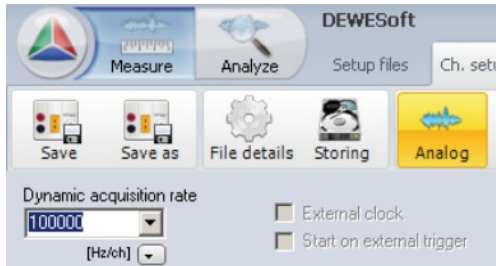 DEWESoft
Measure Analyze Setup files Ch. setu
Save Save as File details Storing Analog
Dynamic acquisition rate
100000 External clock
[Hz/ch] Start on external trigger